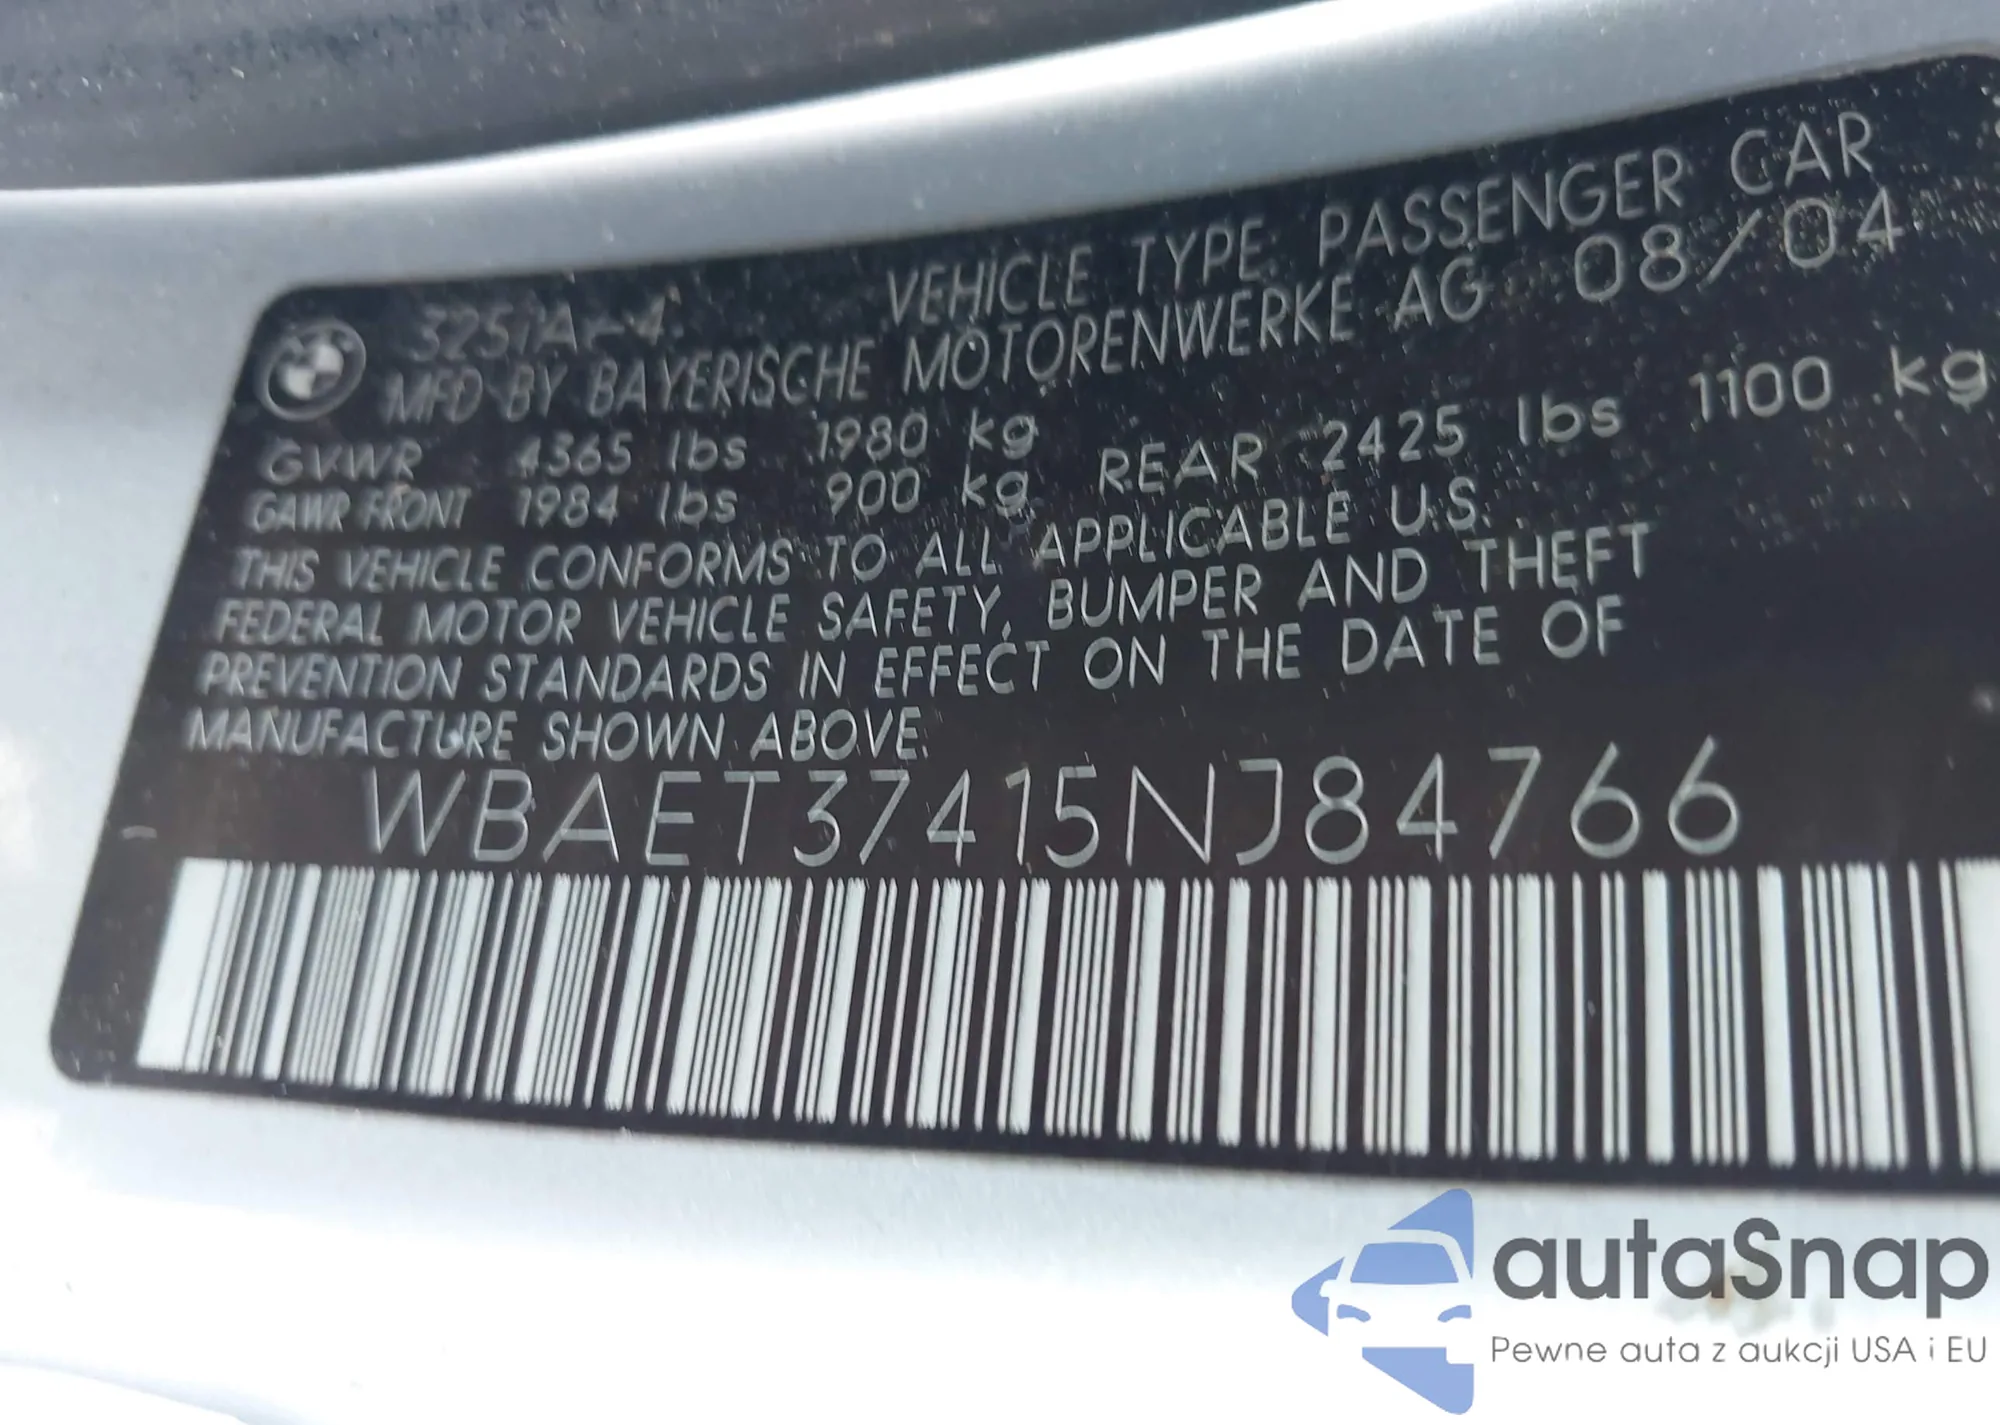 VEHICLE TYPE: PASSENGER CAR
325iA-4
MFD BY BAYERISCHE MOTORENWERKE AG 08/04
GVWR 4365 lbs 1980 kg
GAWR FRONT 1984 lbs 900 kg REAR 2425 lbs 1100 kg
THIS VEHICLE CONFORMS TO ALL APPLICABLE U.S.
FEDERAL MOTOR VEHICLE SAFETY, BUMPER AND THEFT
PREVENTION STANDARDS IN EFFECT ON THE DATE OF
MANUFACTURE SHOWN ABOVE.
WBAET37415NJ84766
autaSnap
Pewne auta z aukcji USA i EU